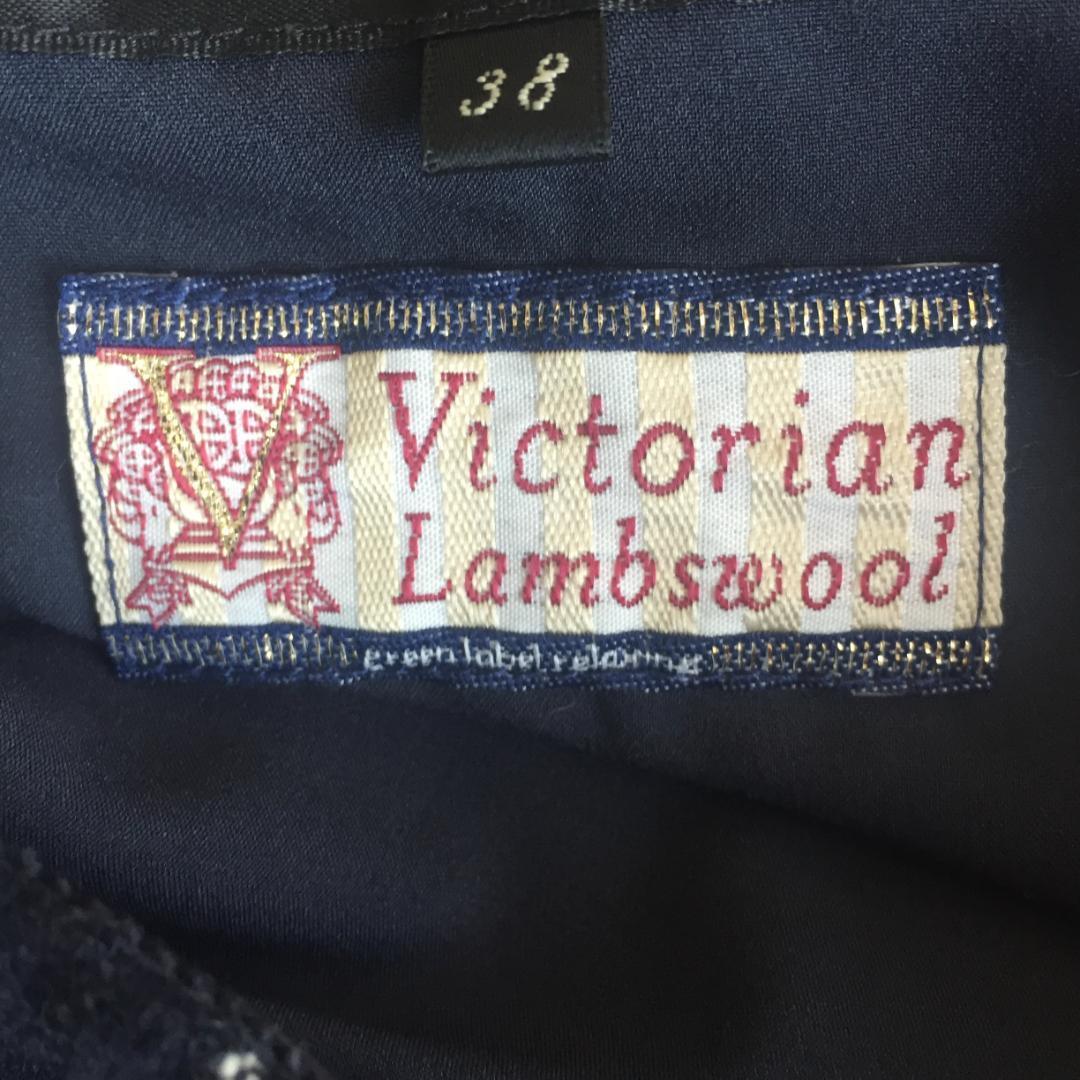 38
V
Victorian
Lambswool
green label relaxing